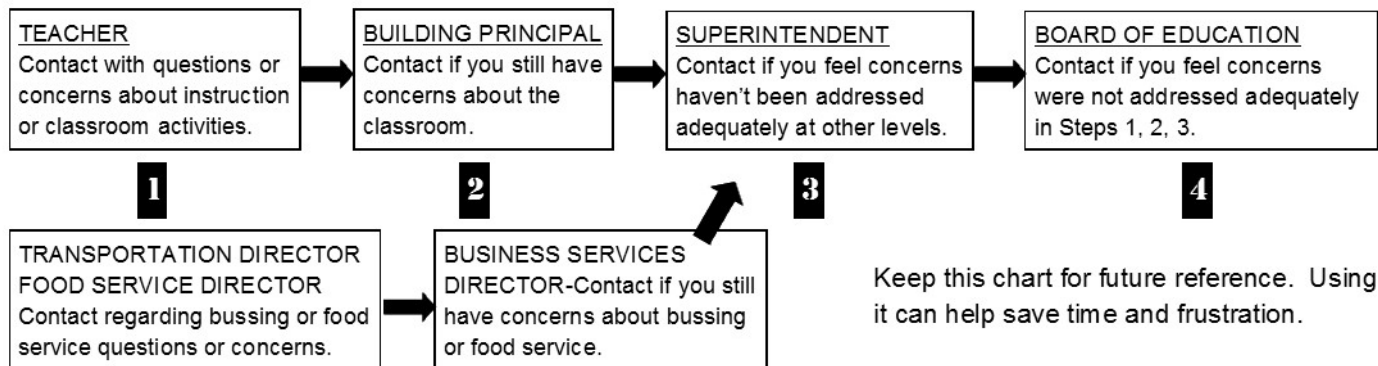 TEACHER
Contact with questions or
concerns about instruction
or classroom activities.
BUILDING PRINCIPAL
Contact if you still have
concerns about the
classroom.
SUPERINTENDENT
Contact if you feel concerns
haven't been addressed
adequately at other levels.
BOARD OF EDUCATION
Contact if you feel concerns
were not addressed adequately
in Steps 1, 2, 3.
1
2
3
4
TRANSPORTATION DIRECTOR
FOOD SERVICE DIRECTOR
Contact regarding bussing or food
service questions or concerns.
BUSINESS SERVICES
DIRECTOR-Contact if you still
have concerns about bussing
or food service.
Keep this chart for future reference.  Using
it can help save time and frustration.